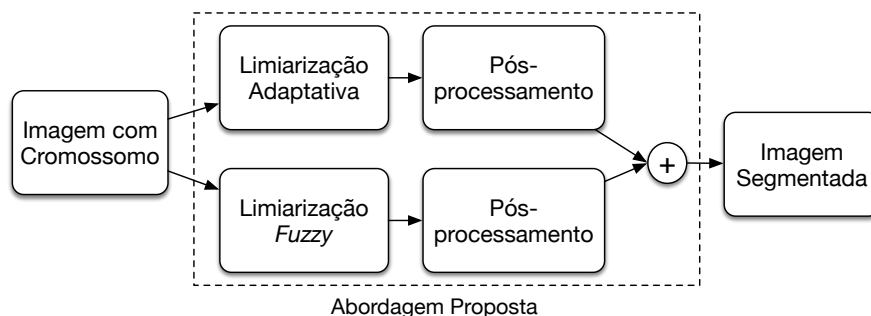 Imagem com
Cromossomo
Limiarização
Adaptativa
Pós-
processamento
Limiarização
Fuzzy
Pós-
processamento
+
Imagem
Segmentada
Abordagem Proposta